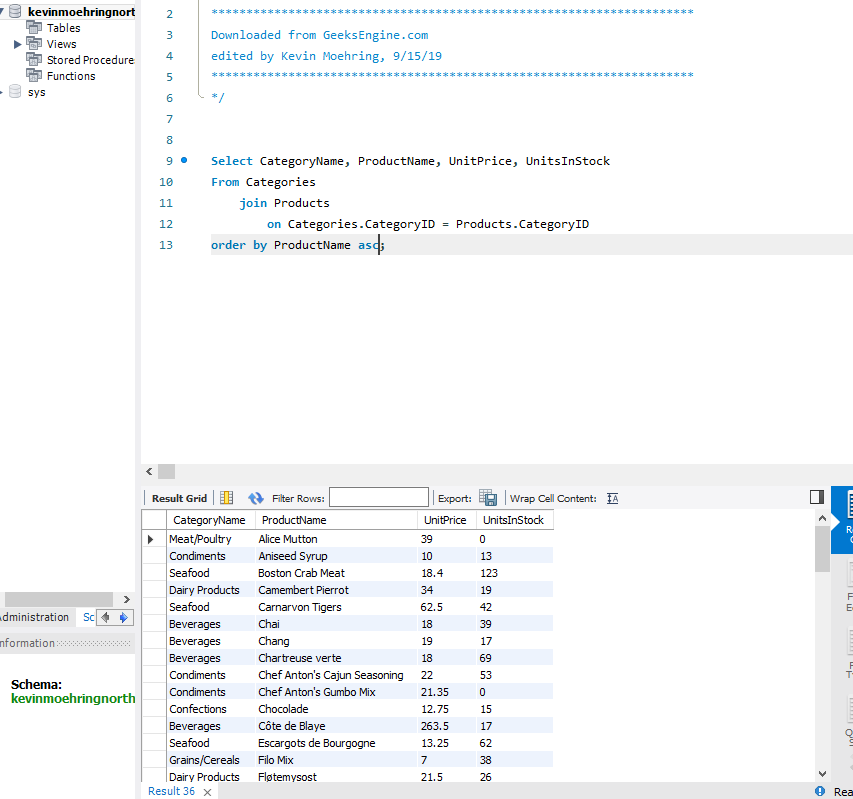 kevinmoehringnort
Tables
Views
Stored Procedures
Functions
sys
2 *********************************************************************
3 Downloaded from GeeksEngine.com
4 edited by Kevin Moehring, 9/15/19
5 *********************************************************************
6 */
7
8
9 Select CategoryName, ProductName, UnitPrice, UnitsInStock
10 From Categories
11 join Products
12 on Categories.CategoryID = Products.CategoryID
13 order by ProductName asc;
Result Grid Filter Rows: Export: Wrap Cell Content:
CategoryName ProductName UnitPrice UnitsInStock
Meat/Poultry Alice Mutton 39 0
Condiments Aniseed Syrup 10 13
Seafood Boston Crab Meat 18.4 123
Dairy Products Camembert Pierrot 34 19
Seafood Carnarvon Tigers 62.5 42
Beverages Chai 18 39
Beverages Chang 19 17
Beverages Chartreuse verte 18 69
Condiments Chef Anton's Cajun Seasoning 22 53
Condiments Chef Anton's Gumbo Mix 21.35 0
Confections Chocolade 12.75 15
Beverages Côte de Blaye 263.5 17
Seafood Escargots de Bourgogne 13.25 62
Grains/Cereals Filo Mix 7 38
Dairy Products Fløtemysost 21.5 26
Administration Sc
nformation
Schema:
kevinmoehringnorth
Result 36
Rea